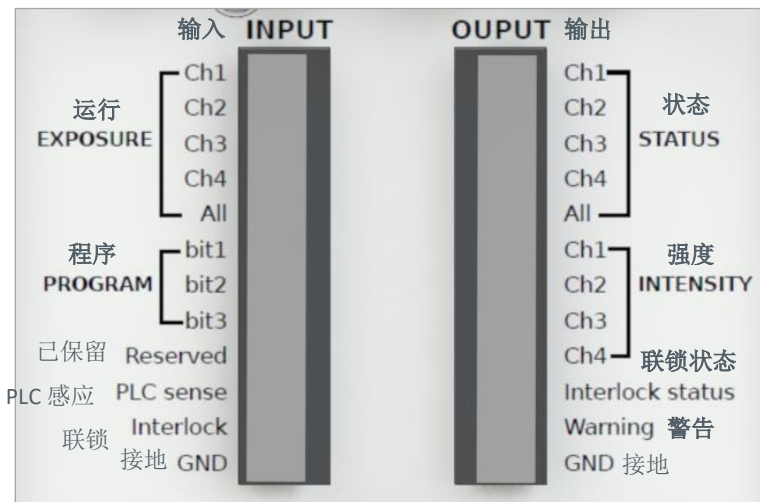 输入 INPUT
Ch1
Ch2
Ch3
Ch4
All
运行
EXPOSURE
bit1
bit2
bit3
程序
PROGRAM
已保留 Reserved
PLC 感应 PLC sense
联锁 Interlock
接地 GND
OUPUT 输出
Ch1
Ch2
Ch3
Ch4
All
状态
STATUS
Ch1
Ch2
Ch3
Ch4
强度
INTENSITY
联锁状态
Interlock status
Warning 警告
GND 接地